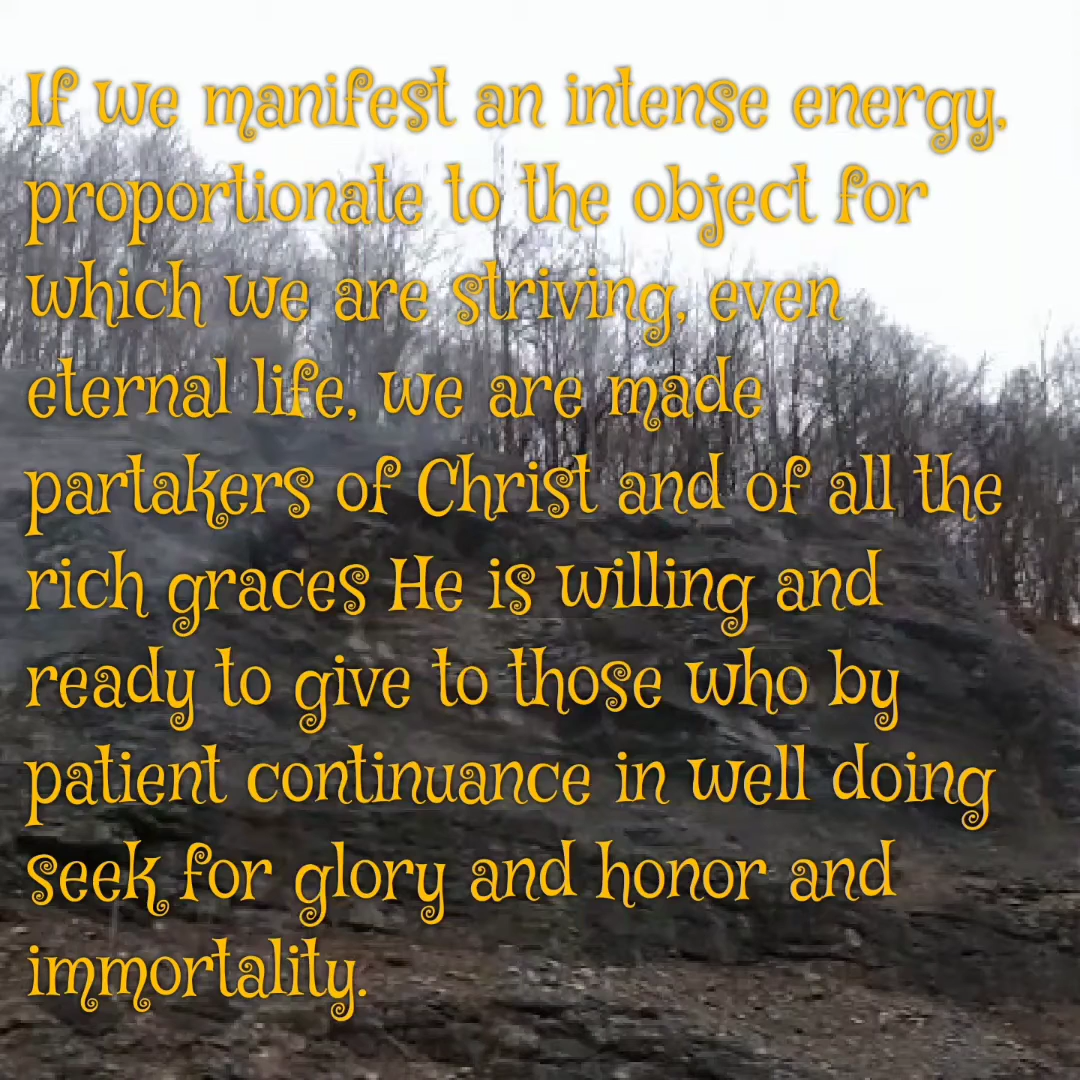 If we manifest an intense energy,
proportionate to the object for
which we are striving, even
eternal life, we are made
partakers of Christ and of all the
rich graces He is willing and
ready to give to those who by
patient continuance in well doing
seek for glory and honor and
immortality.